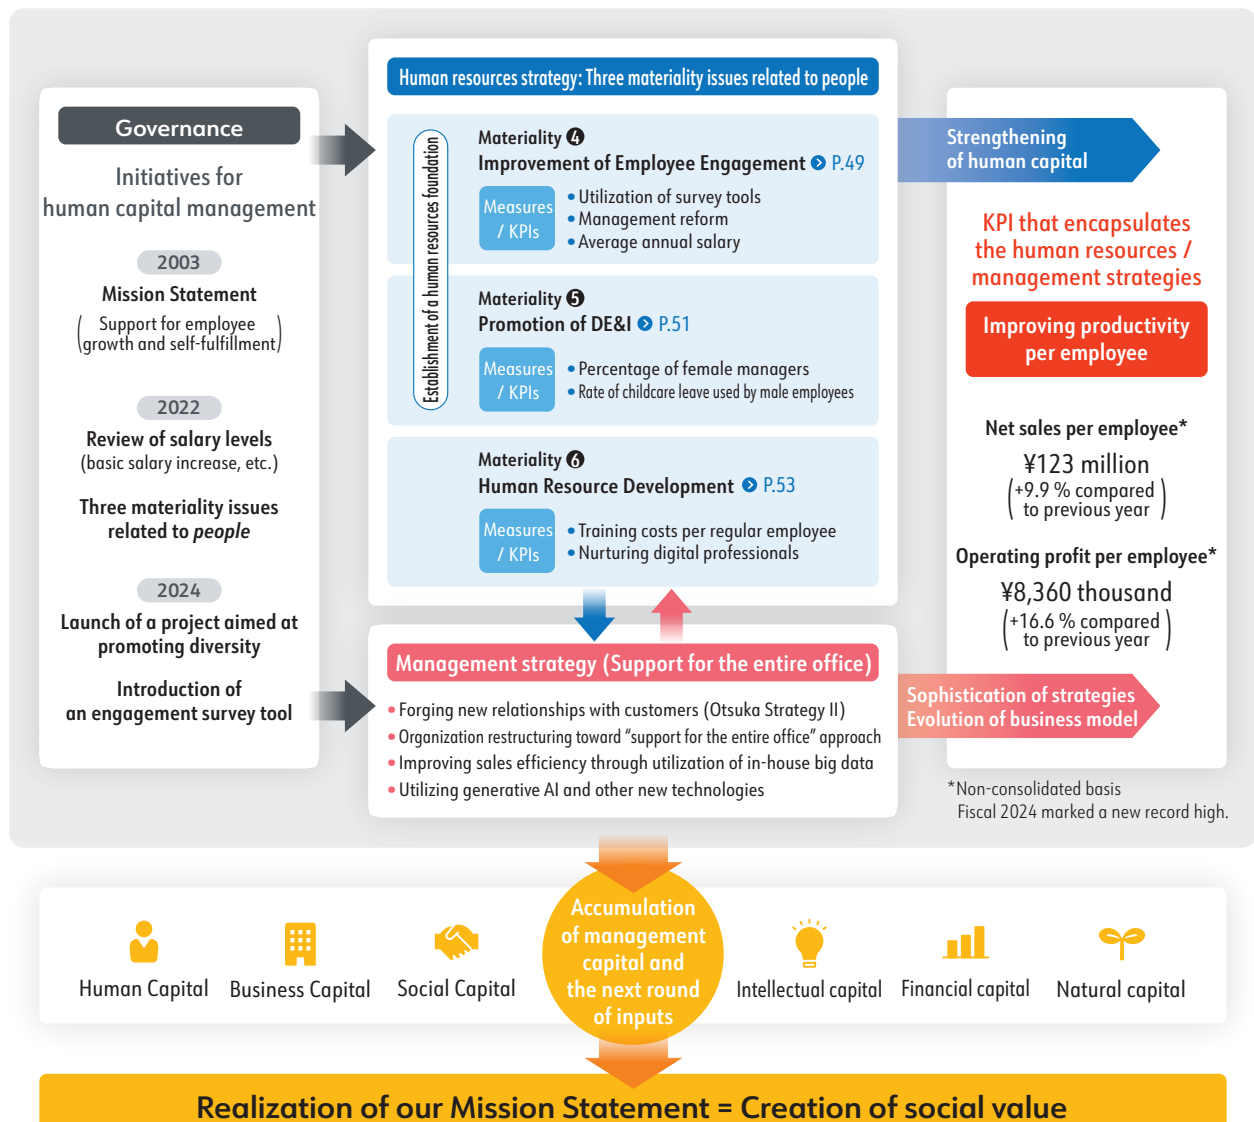 Governance
Initiatives for
human capital management
2003
Mission Statement
(Support for employee
growth and self-fulfillment)
2022
Review of salary levels
(basic salary increase, etc.)
Three materiality issues
related to people
2024
Launch of a project aimed at
promoting diversity
Introduction of
an engagement survey tool
Human resources strategy: Three materiality issues related to people
Establishment of a human resources foundation
Materiality ❹
Improvement of Employee Engagement P.49
Measures
/ KPIs
• Utilization of survey tools
• Management reform
• Average annual salary
Materiality ❺
Promotion of DE&I P.51
Measures
/ KPIs
• Percentage of female managers
• Rate of childcare leave used by male employees
Materiality ❻
Human Resource Development P.53
Measures
/ KPIs
• Training costs per regular employee
• Nurturing digital professionals
Management strategy (Support for the entire office)
• Forging new relationships with customers (Otsuka Strategy II)
• Organization restructuring toward “support for the entire office” approach
• Improving sales efficiency through utilization of in-house big data
• Utilizing generative AI and other new technologies
Strengthening
of human capital
KPI that encapsulates
the human resources /
management strategies
Improving productivity
per employee
Net sales per employee*
¥123 million
(+9.9 % compared
to previous year)
Operating profit per employee*
¥8,360 thousand
(+16.6 % compared
to previous year)
Sophistication of strategies
Evolution of business model
*Non-consolidated basis
Fiscal 2024 marked a new record high.
Human Capital
Business Capital
Social Capital
Accumulation
of management
capital and
the next round
of inputs
Intellectual capital
Financial capital
Natural capital
Realization of our Mission Statement = Creation of social value